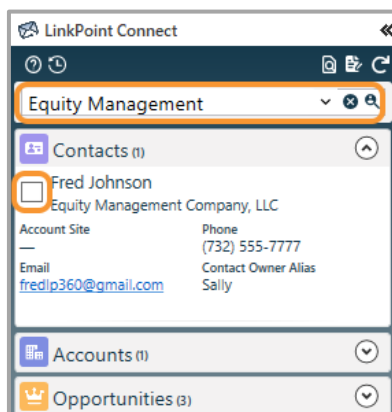 LinkPoint Connect
Equity Management
Contacts (1)
Fred Johnson
Equity Management Company, LLC
Account Site Phone
— (732) 555-7777
Email Contact Owner Alias
fredlp360@gmail.com Sally
Accounts (1)
Opportunities (3)